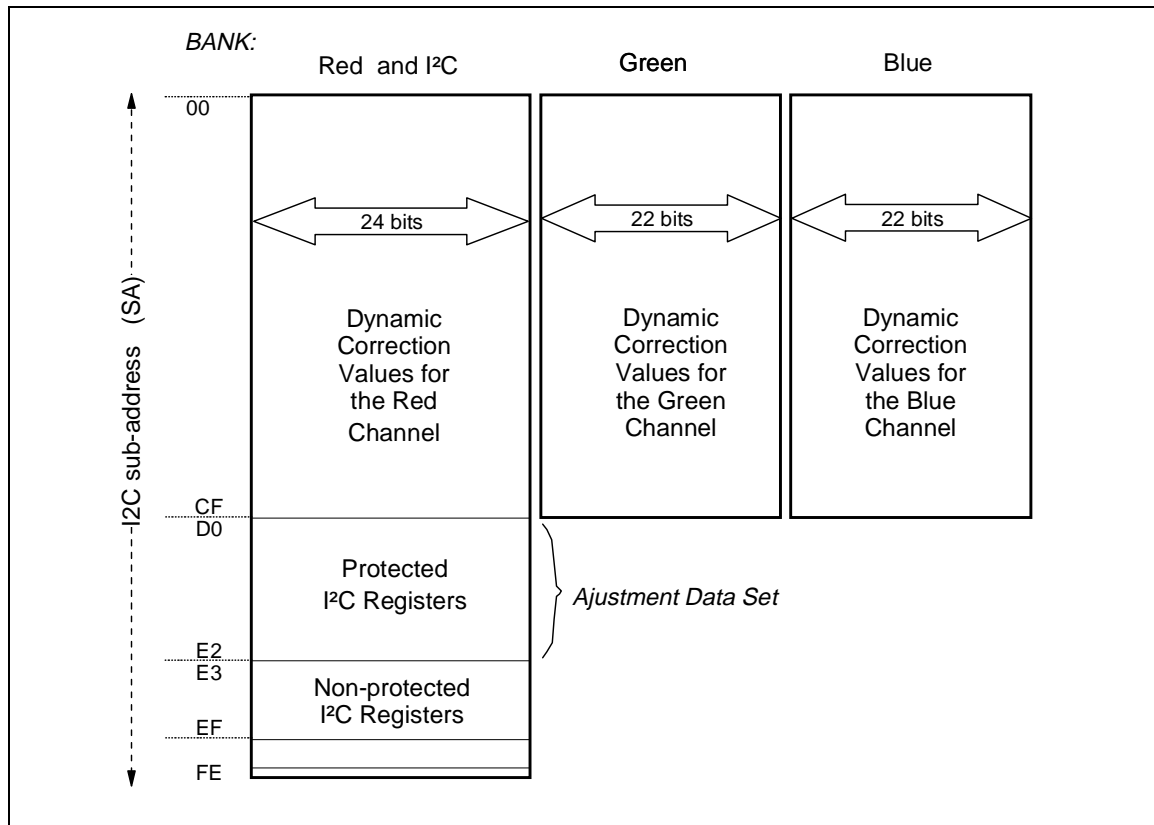 BANK:
Red and I²C
Green
Blue
00
24 bits
22 bits
22 bits
I2C sub-address (SA)
Dynamic
Correction
Values for
the Red
Channel
Dynamic
Correction
Values for
the Green
Channel
Dynamic
Correction
Values for
the Blue
Channel
CF
D0
Protected
I²C Registers
Ajustment Data Set
E2
E3
Non-protected
I²C Registers
EF
FE